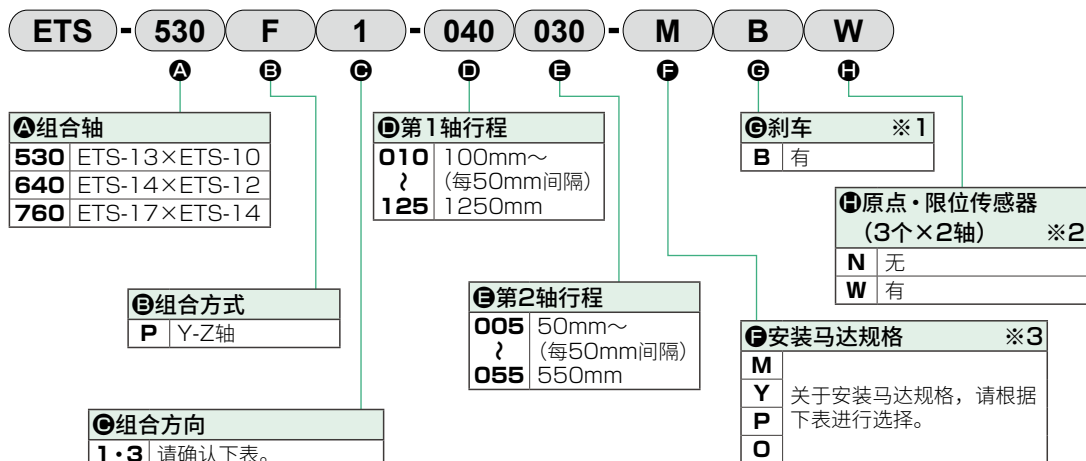 ETS - 530 F 1 - 040 030 - M B W
A B C D E F G H
A组合轴
530 ETS-13×ETS-10
640 ETS-14×ETS-12
760 ETS-17×ETS-14
D第1轴行程
010 100mm～
≀ (每50mm间隔)
125 1250mm
G刹车 ※1
B 有
H原点・限位传感器
(3个×2轴) ※2
N 无
W 有
B组合方式
P Y-Z轴
E第2轴行程
005 50mm～
≀ (每50mm间隔)
055 550mm
F安装马达规格 ※3
M
Y
P
O
关于安装马达规格，请根据
下表进行选择。
C组合方向
1・3 请确认下表。